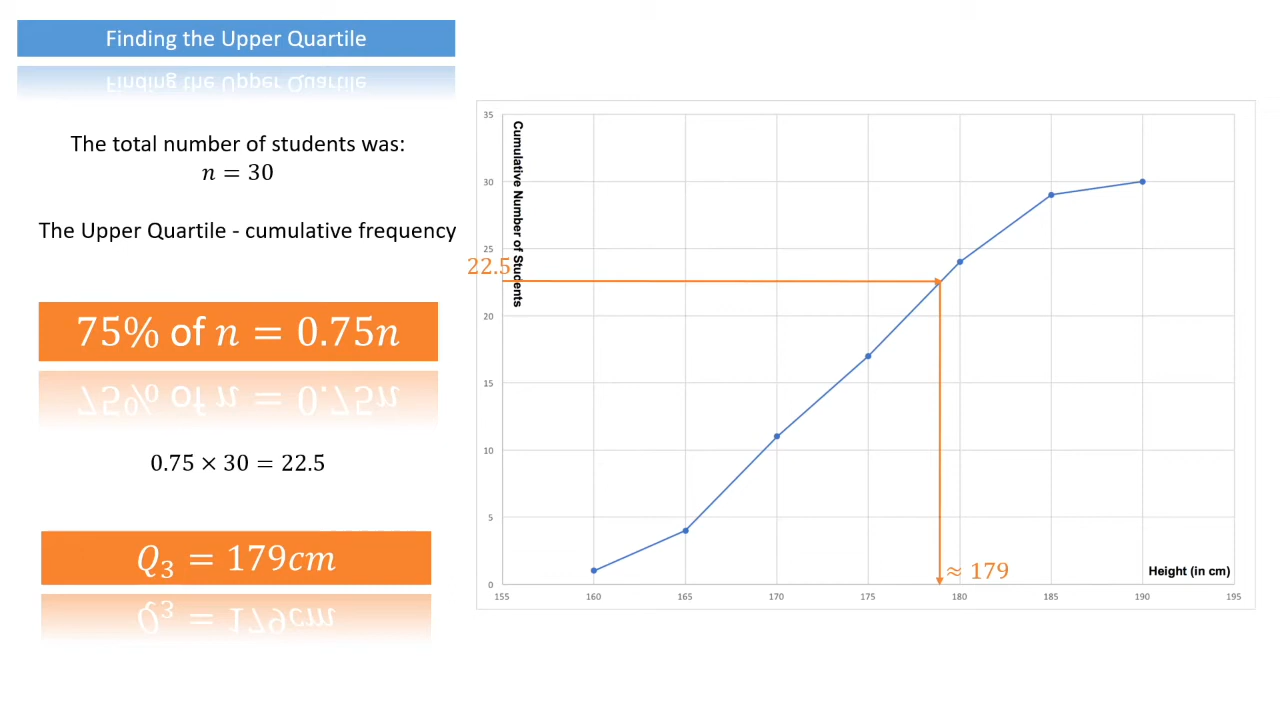 Finding the Upper Quartile
The total number of students was:
n = 30
The Upper Quartile - cumulative frequency
75% of n = 0.75n
0.75 × 30 = 22.5
Q₃ = 179cm
Cumulative Number of Students
35
30
25
22.5
20
15
10
5
0
≈ 179
Height (in cm)
155 160 165 170 175 180 185 190 195